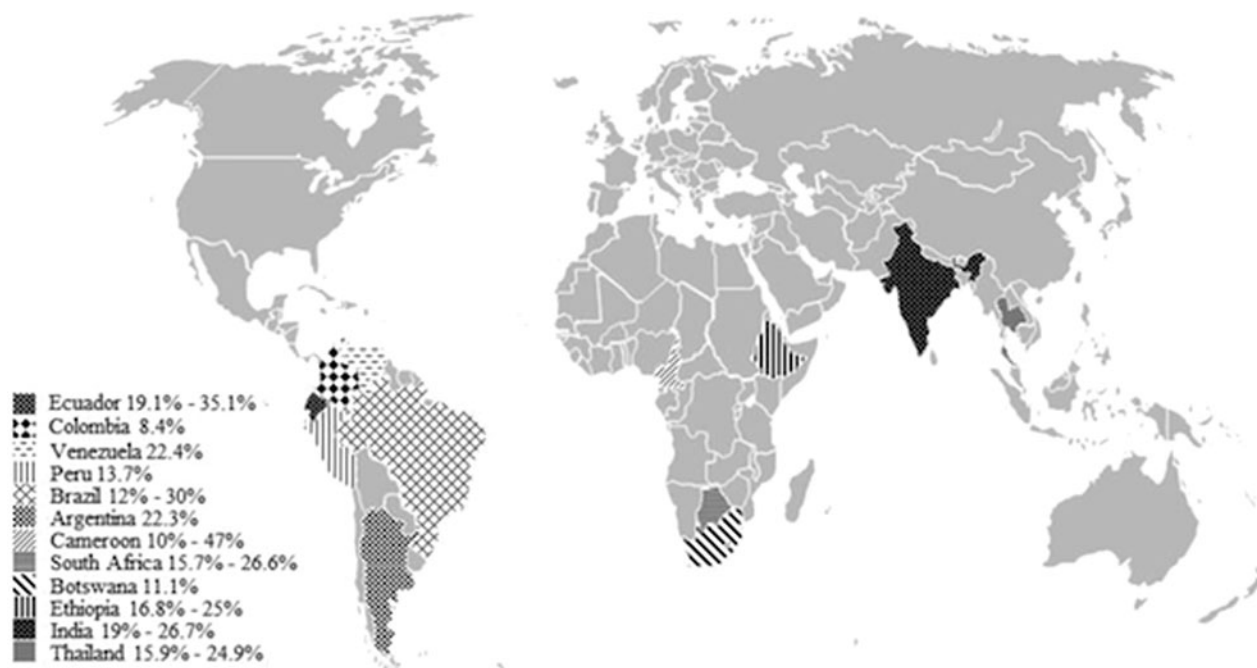 Ecuador 19.1% - 35.1%
Colombia 8.4%
Venezuela 22.4%
Peru 13.7%
Brazil 12% - 30%
Argentina 22.3%
Cameroon 10% - 47%
South Africa 15.7% - 26.6%
Botswana 11.1%
Ethiopia 16.8% - 25%
India 19% - 26.7%
Thailand 15.9% - 24.9%